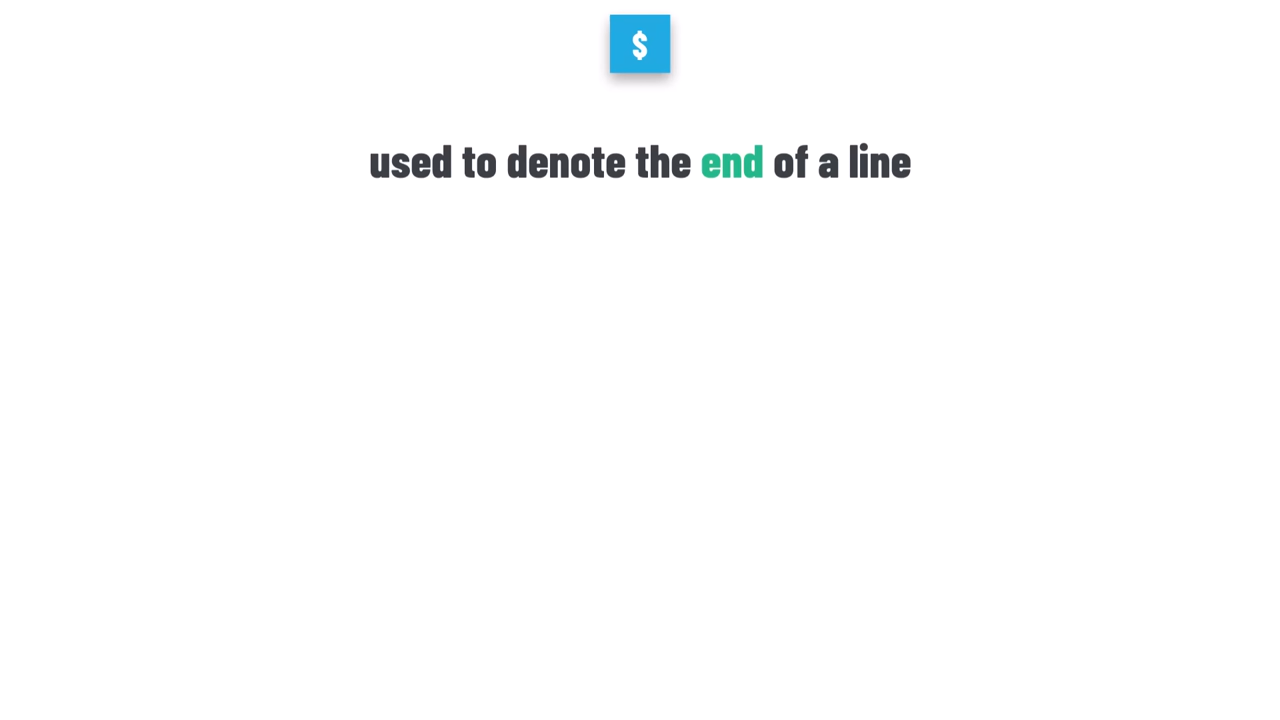 $
used to denote the end of a line